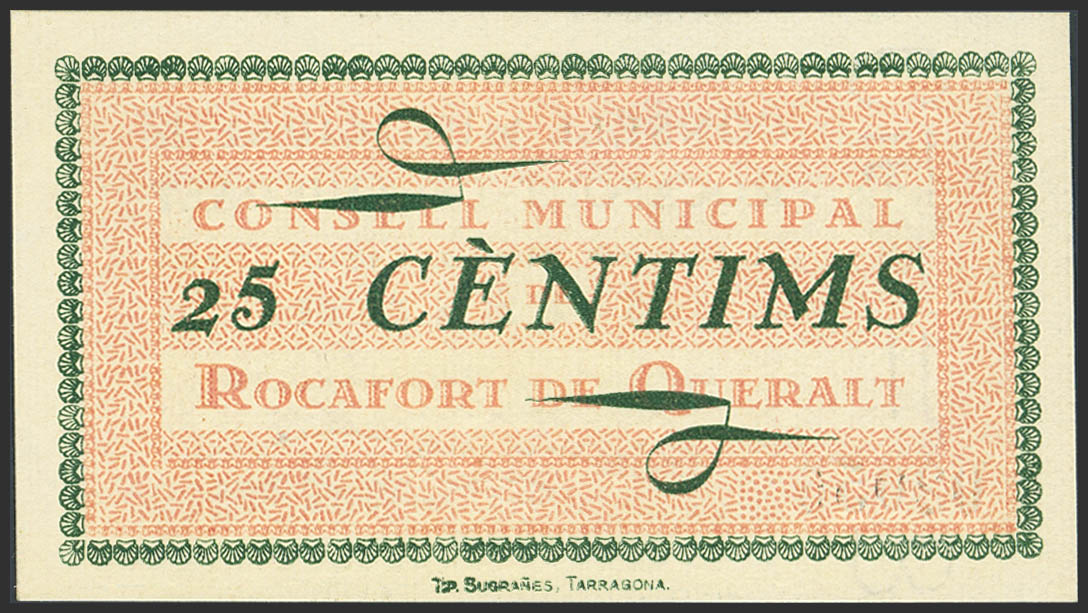 CONSELL MUNICIPAL
DE
25 CÈNTIMS
ROCAFORT DE QUERALT
TIP. SUGRAÑES, TARRAGONA.